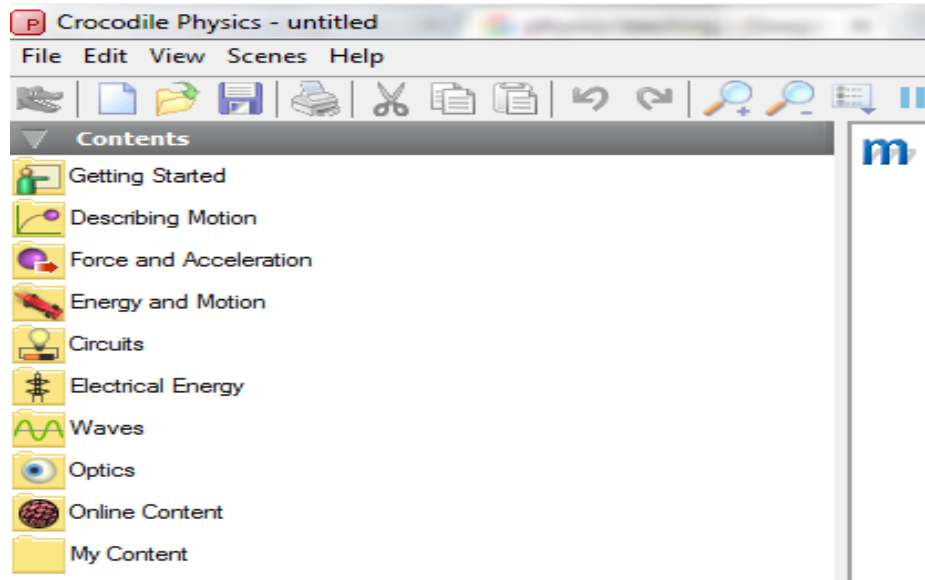 P Crocodile Physics - untitled
File Edit View Scenes Help
Contents
Getting Started
Describing Motion
Force and Acceleration
Energy and Motion
Circuits
Electrical Energy
Waves
Optics
Online Content
My Content
m